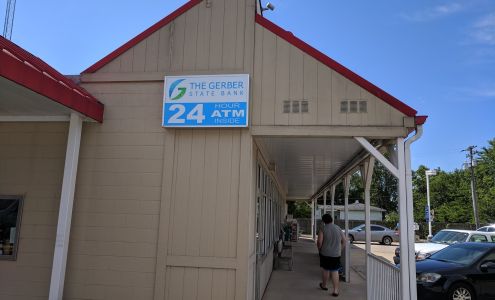 THE GERBER
STATE BANK
24 HOUR
ATM
INSIDE